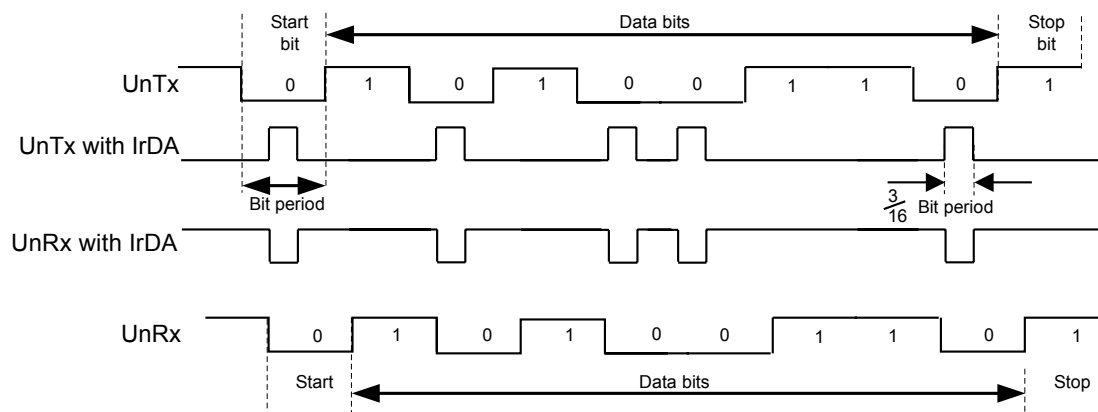 Start bit
Data bits
Stop bit
UnTx
0 1 0 1 0 0 1 1 0 1
UnTx with IrDA
Bit period
3/16 Bit period
UnRx with IrDA
UnRx
0 1 0 1 0 0 1 1 0 1
Start
Data bits
Stop